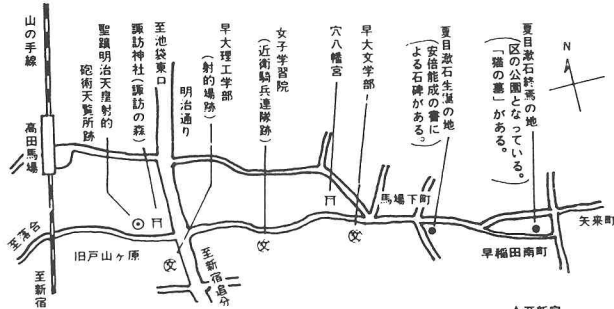 夏目漱石終焉の地
(区の公園となっている。
「猫の墓」がある。)
夏目漱石生誕の地
(安倍能成の書に
よる石碑がある。)
早大文学部
穴八幡宮
女子学習院
(近衛騎兵連隊跡)
早大理工学部
(射的場跡)
明治通り
至池袋東口
諏訪神社(諏訪の森)
聖蹟明治天皇射的
砲術天覧所跡
山の手線
高田馬場
N
馬場下町
矢来町
早稲田南町
至落合
旧戸山ヶ原
至新宿
至新宿追分
文
文
文